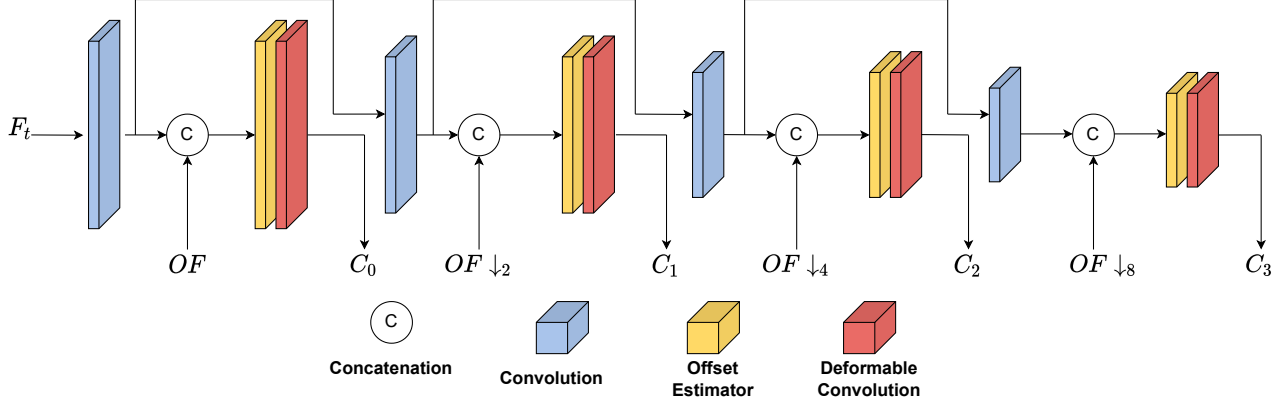 C C C C
F_t
OF C_0 OF ↓_2 C_1 OF ↓_4 C_2 OF ↓_8 C_3
C
Concatenation Convolution Offset Estimator Deformable Convolution